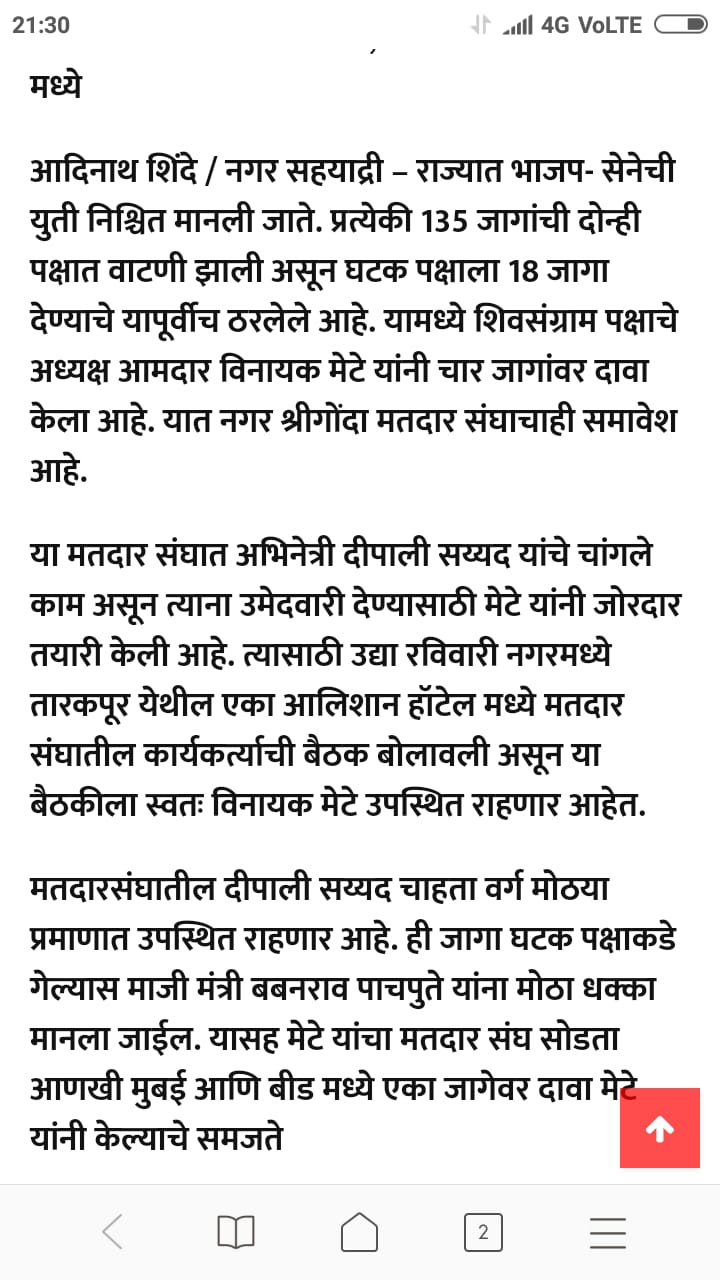 21:30
4G VoLTE
मध्ये
आदिनाथ शिंदे / नगर सहयाद्री – राज्यात भाजप- सेनेची
युती निश्चित मानली जाते. प्रत्येकी 135 जागांची दोन्ही
पक्षात वाटणी झाली असून घटक पक्षाला 18 जागा
देण्याचे यापूर्वीच ठरलेले आहे. यामध्ये शिवसंग्राम पक्षाचे
अध्यक्ष आमदार विनायक मेटे यांनी चार जागांवर दावा
केला आहे. यात नगर श्रीगोंदा मतदार संघाचाही समावेश
आहे.
या मतदार संघात अभिनेत्री दीपाली सय्यद यांचे चांगले
काम असून त्याना उमेदवारी देण्यासाठी मेटे यांनी जोरदार
तयारी केली आहे. त्यासाठी उद्या रविवारी नगरमध्ये
तारकपूर येथील एका आलिशान हॉटेल मध्ये मतदार
संघातील कार्यकर्त्याची बैठक बोलावली असून या
बैठकीला स्वतः विनायक मेटे उपस्थित राहणार आहेत.
मतदारसंघातील दीपाली सय्यद चाहता वर्ग मोठया
प्रमाणात उपस्थित राहणार आहे. ही जागा घटक पक्षाकडे
गेल्यास माजी मंत्री बबनराव पाचपुते यांना मोठा धक्का
मानला जाईल. यासह मेटे यांचा मतदार संघ सोडता
आणखी मुबई आणि बीड मध्ये एका जागेवर दावा मेटे
यांनी केल्याचे समजते
2